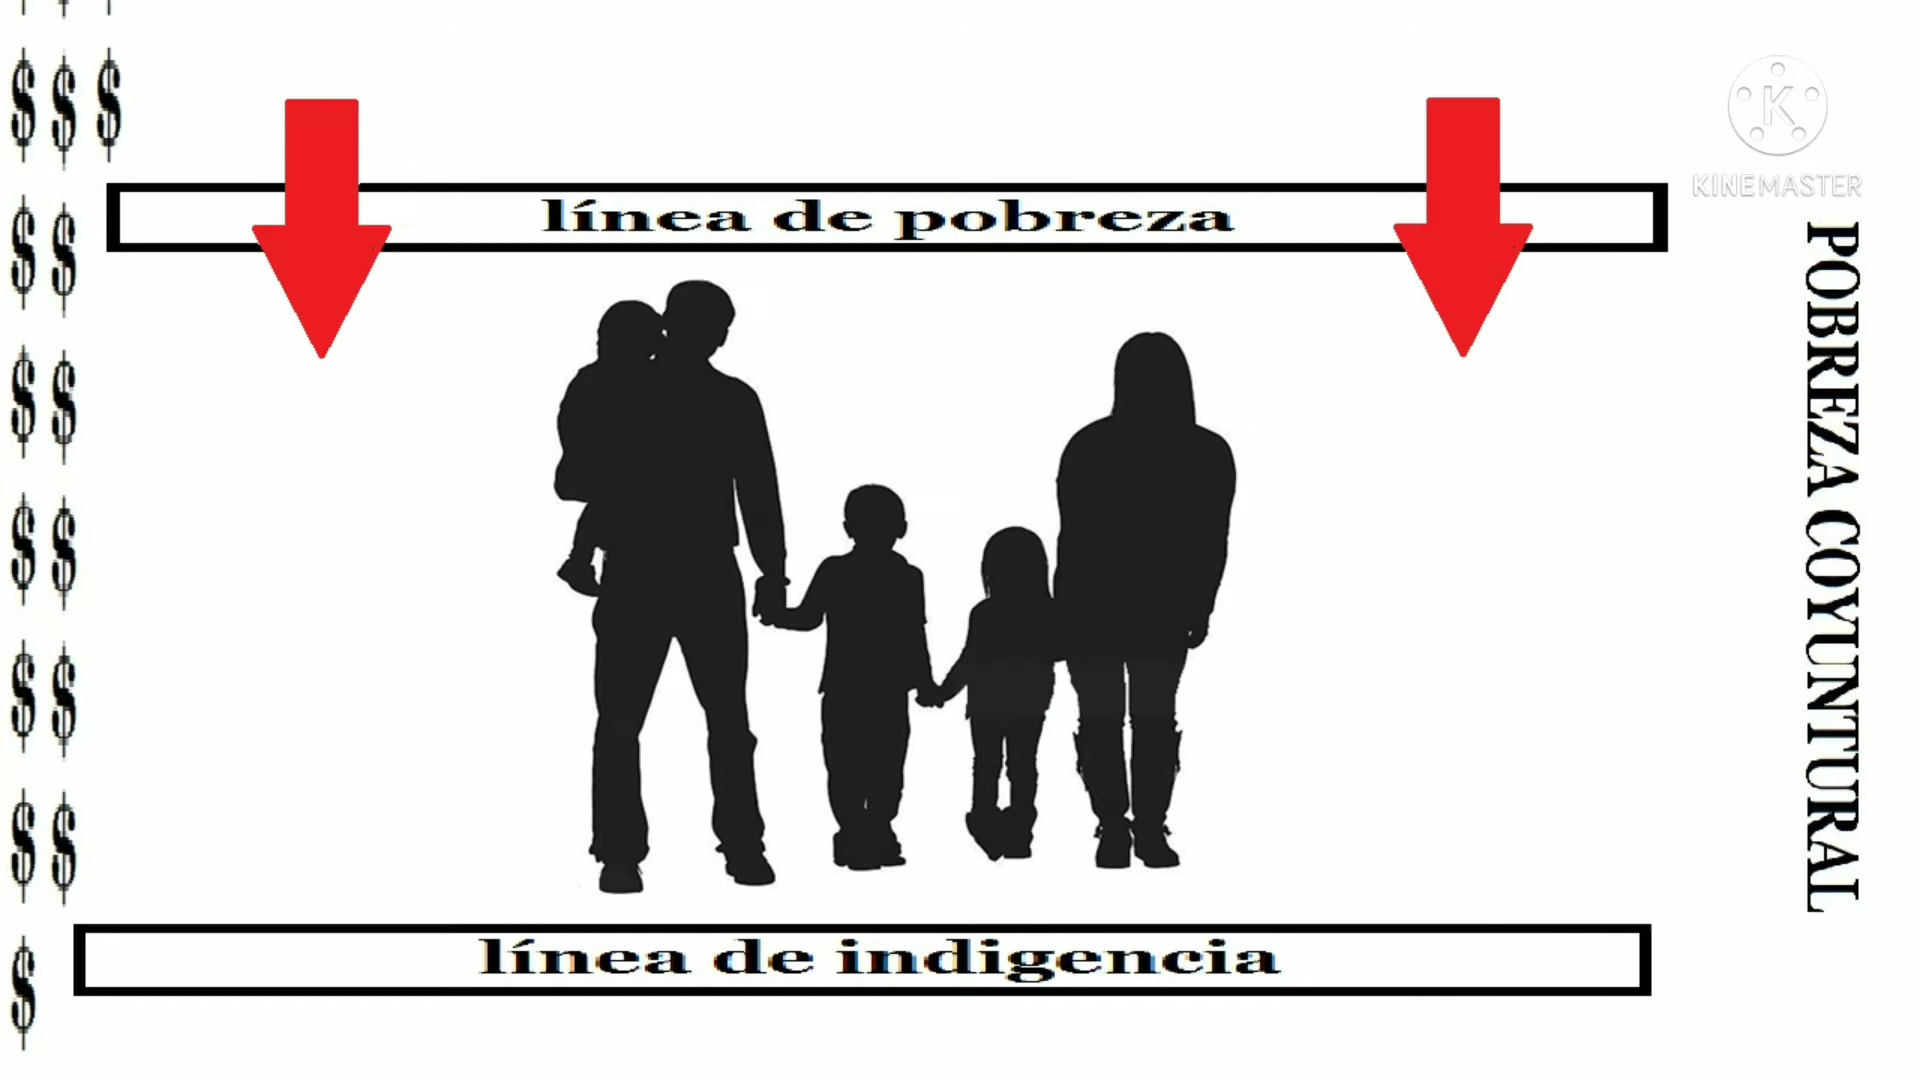 $ $ $
línea de pobreza
$ $
$ $
$ $
$ $
$ $
línea de indigencia
$
POBREZA COYUNTURAL
K
KINEMASTER